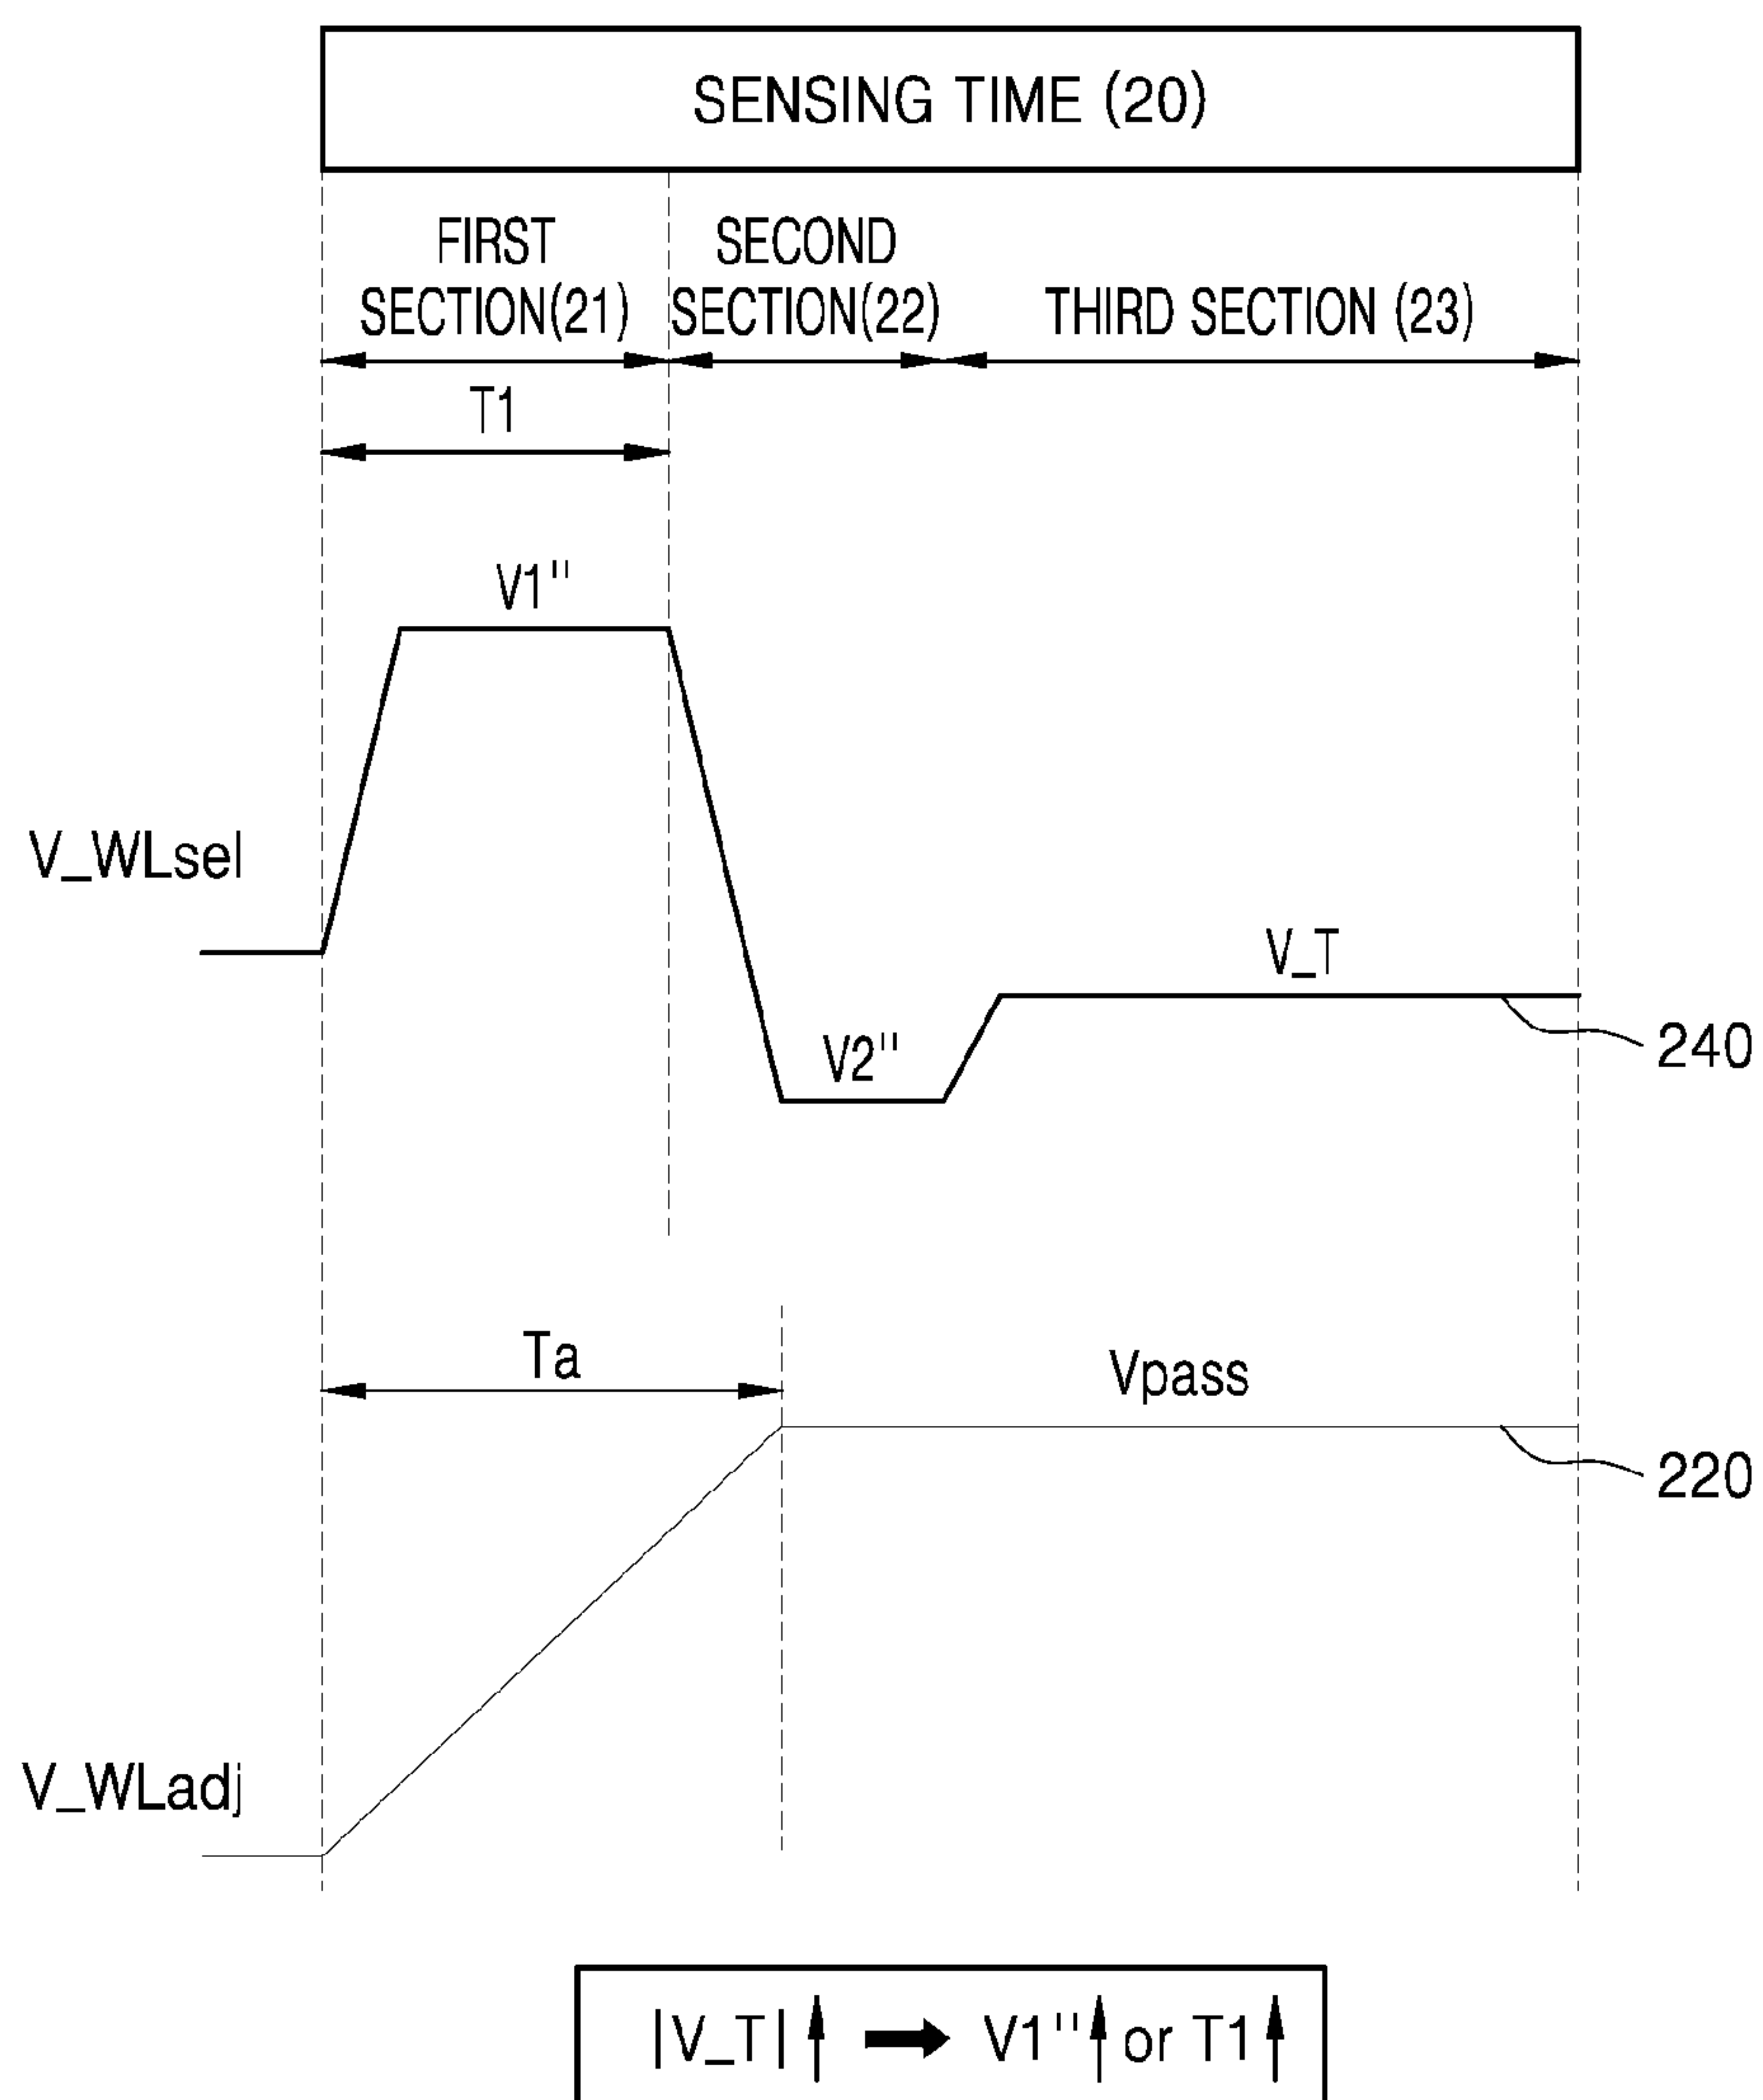 SENSING TIME (20)
FIRST
SECTION(21)
SECOND
SECTION(22)
THIRD SECTION (23)
T1
V1"
V_WLsel
V_T
V2"
240
Ta
Vpass
220
V_WLadj
|V_T|↑ ➡ V1"↑ or T1↑